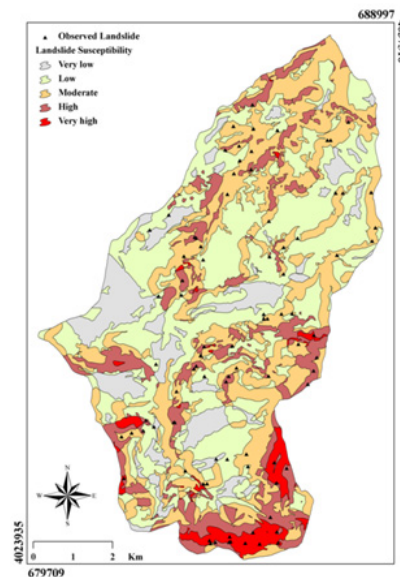 688997
▲ Observed Landslide
Landslide Susceptibility
Very low
Low
Moderate
High
Very high
N
W E
S
4023935
0 1 2 Km
679709